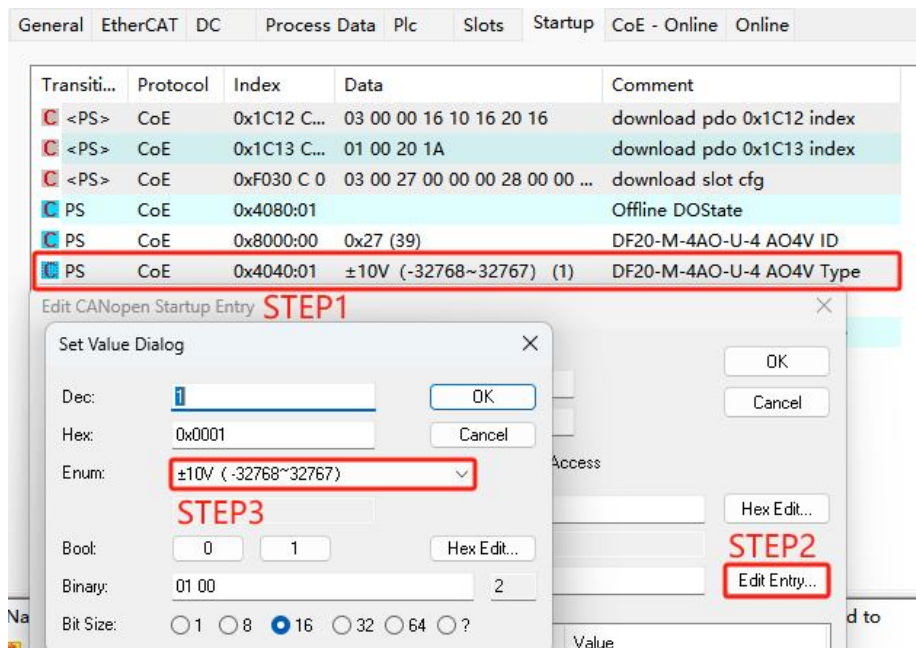 General EtherCAT DC Process Data Plc Slots Startup CoE - Online Online
Transiti... Protocol Index Data Comment
C <PS> CoE 0x1C12 C... 03 00 00 16 10 16 20 16 download pdo 0x1C12 index
C <PS> CoE 0x1C13 C... 01 00 20 1A download pdo 0x1C13 index
C <PS> CoE 0xF030 C 0 03 00 27 00 00 00 28 00 00 ... download slot cfg
C PS CoE 0x4080:01 Offline DOState
C PS CoE 0x8000:00 0x27 (39) DF20-M-4AO-U-4 AO4V ID
C PS CoE 0x4040:01 ±10V (-32768~32767) (1) DF20-M-4AO-U-4 AO4V Type
Edit CANopen Startup Entry STEP1
Set Value Dialog
OK
Dec: 1 OK
Cancel
Hex: 0x0001 Cancel
Access
Enum: ±10V (-32768~32767)
STEP3
Hex Edit...
STEP2
Bool: 0 1 Hex Edit...
Edit Entry...
Binary: 01 00 2
Na
d to
Bit Size: 1 8 16 32 64 ?
Value